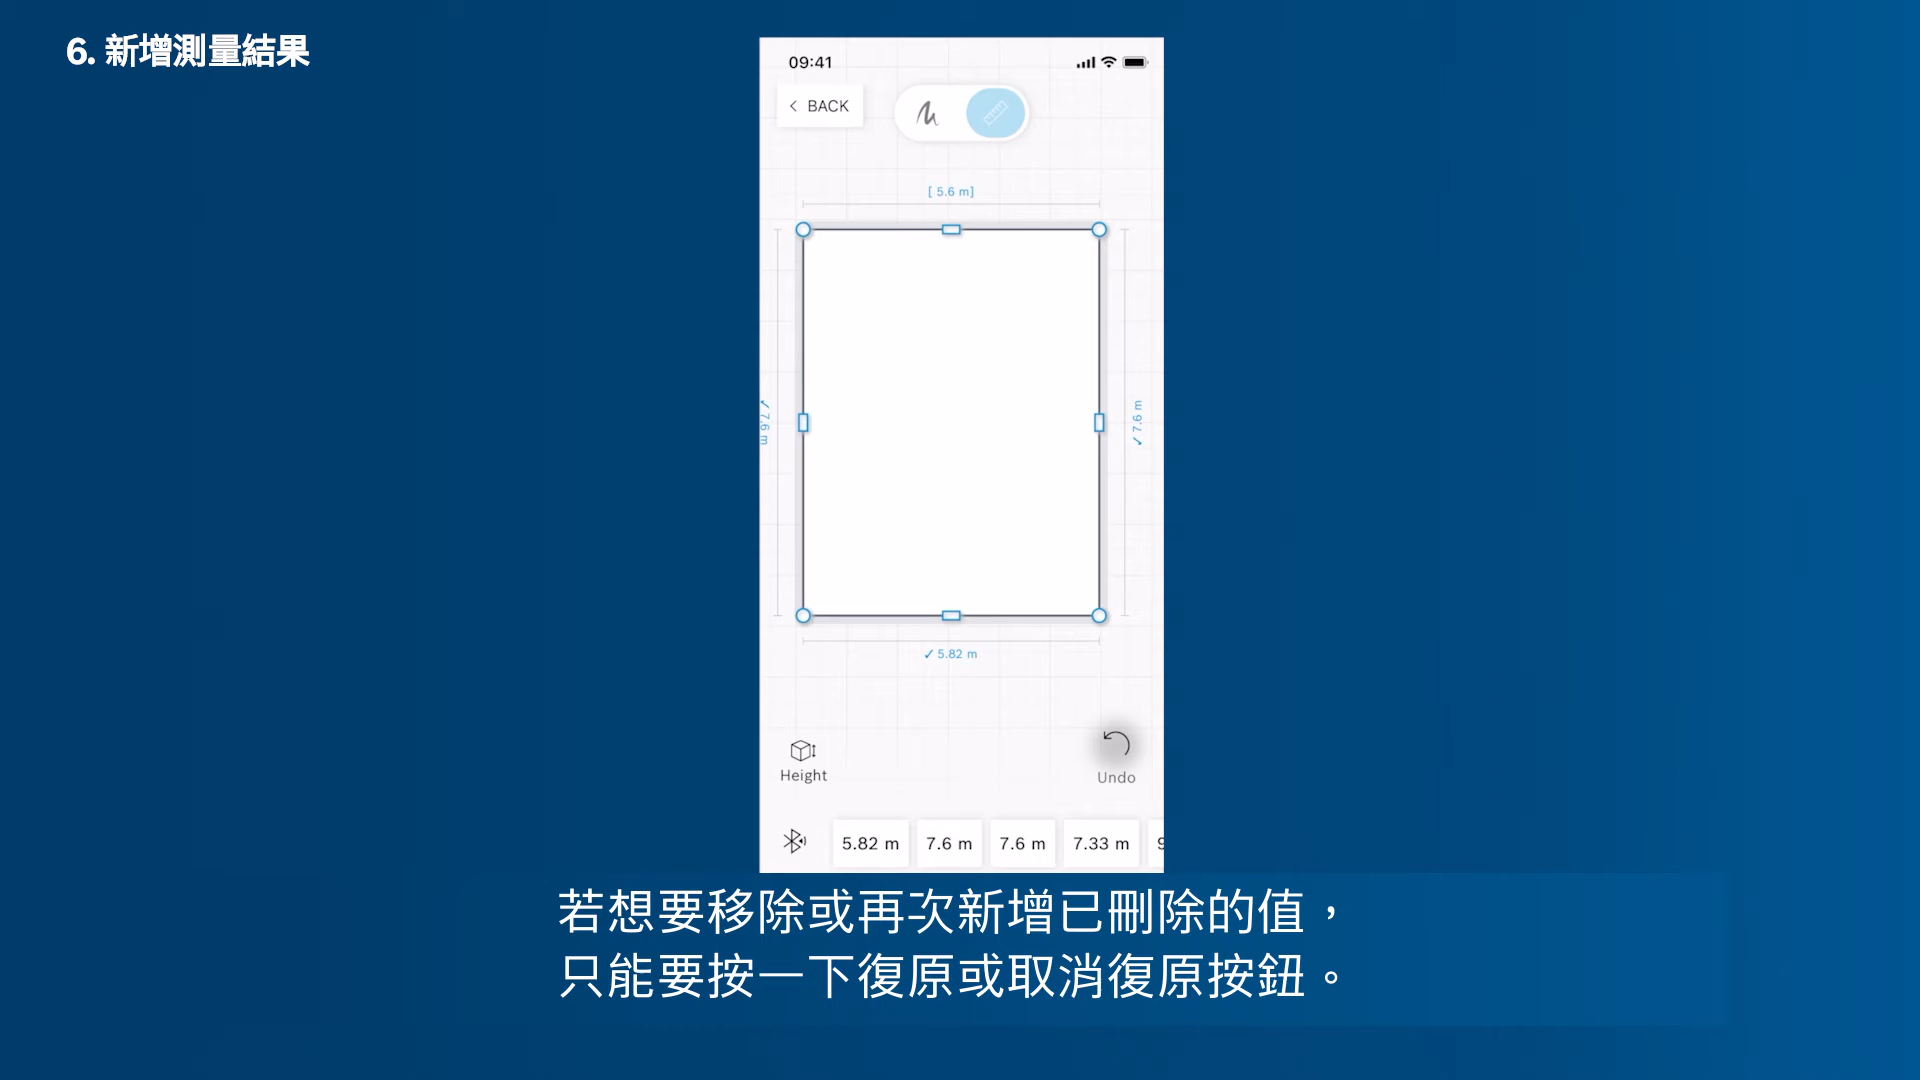 6. 新增測量結果
09:41
BACK
[ 5.6 m]
✓ 7.6 m
✓ 7.6 m
✓ 5.82 m
Height
Undo
5.82 m
7.6 m
7.6 m
7.33 m
9
若想要移除或再次新增已刪除的值，
只能要按一下復原或取消復原按鈕。